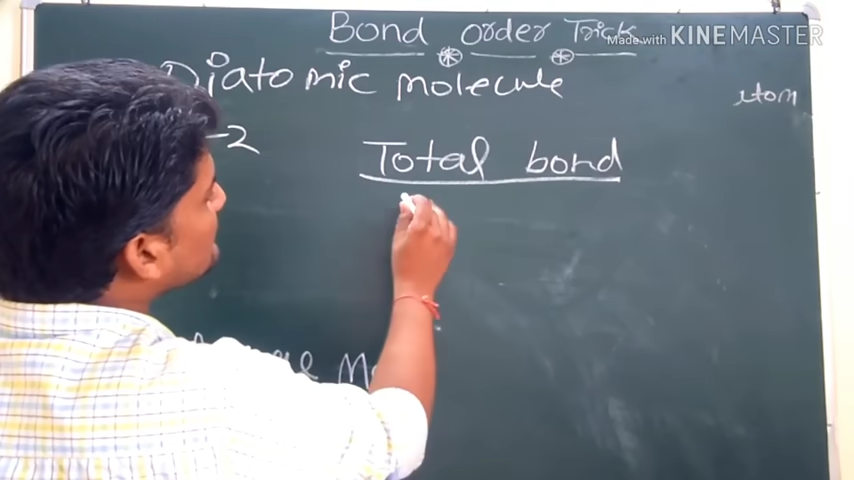 Bond order Trick
Made with KINEMASTER
Diatomic molecule
atom
-2
Total bond